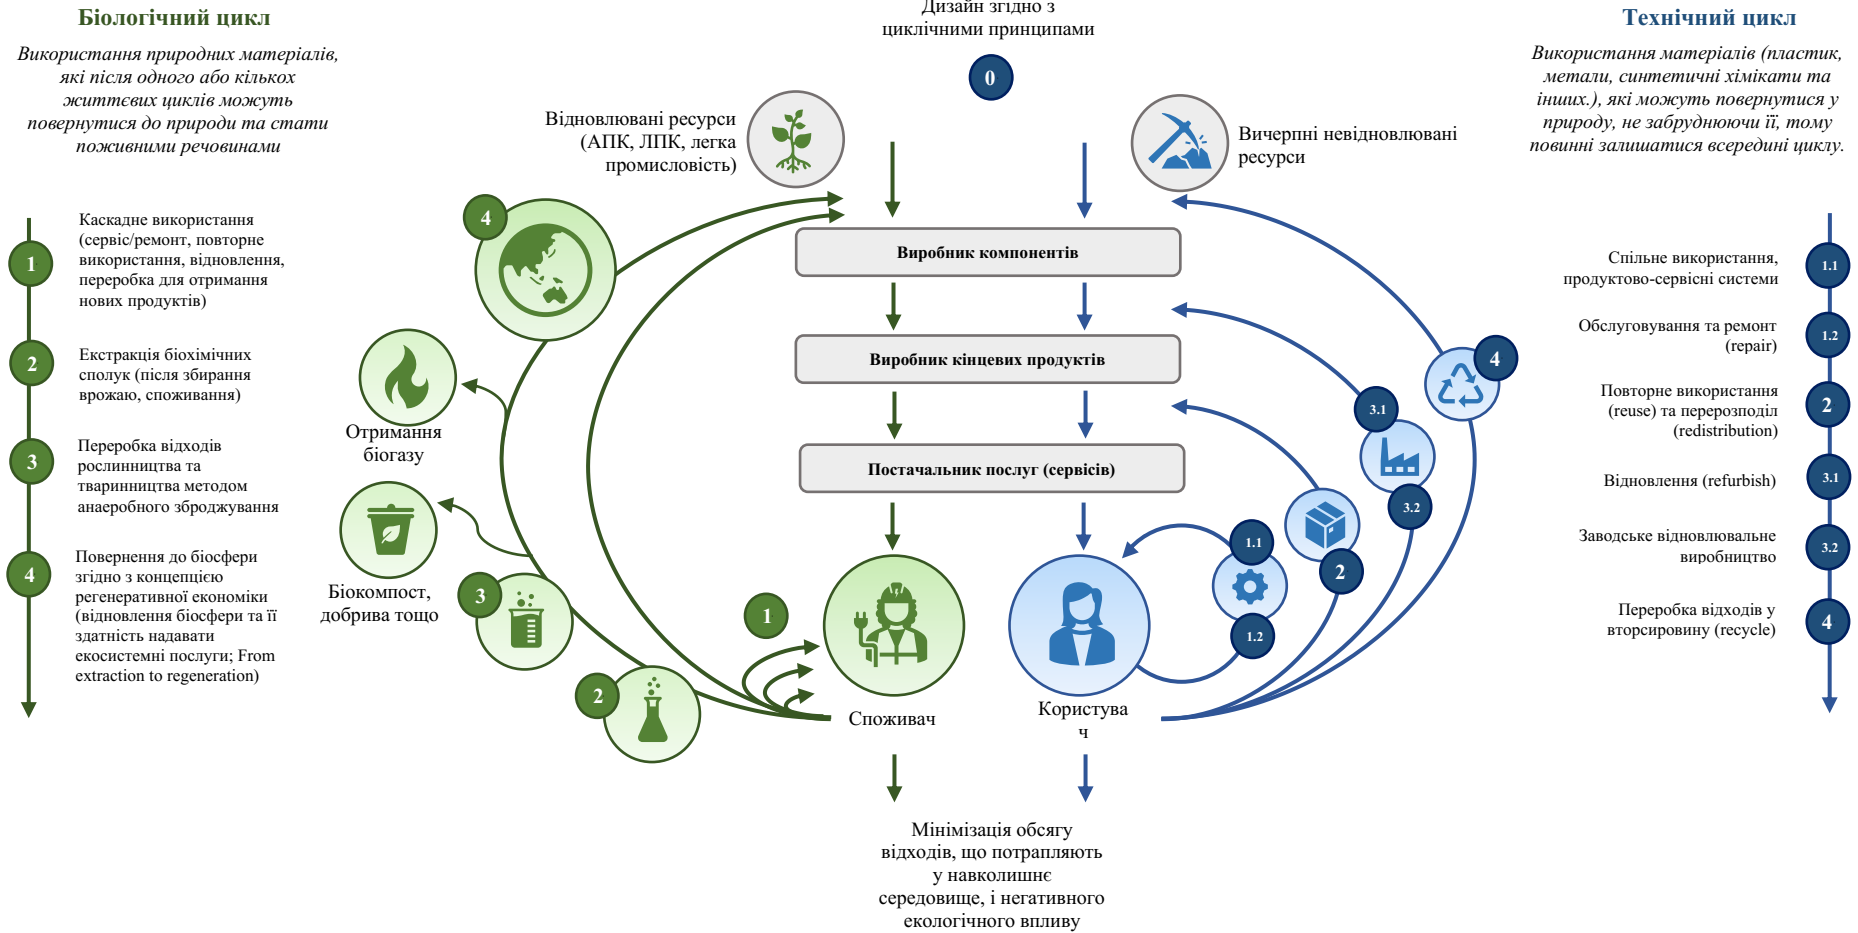 Біологічний цикл
Використання природних матеріалів,
які після одного або кількох
життєвих циклів можуть
повернутися до природи та стати
поживними речовинами
1
Каскадне використання
(сервіс/ремонт, повторне
використання, відновлення,
переробка для отримання
нових продуктів)
2
Екстракція біохімічних
сполук (після збирання
врожаю, споживання)
3
Переробка відходів
рослинництва та
тваринництва методом
анаеробного зброджування
4
Повернення до біосфери
згідно з концепцією
регенеративної економіки
(відновлення біосфери та її
здатність надавати
екосистемні послуги; From
extraction to regeneration)
Дизайн згідно з
циклічними принципами
0
Відновлювані ресурси
(АПК, ЛПК, легка
промисловість)
Вичерпні невідновлювані
ресурси
4
Виробник компонентів
Виробник кінцевих продуктів
Постачальник послуг (сервісів)
Отримання
біогазу
Біокомпост,
добрива тощо
3
2
1
Споживач
Користува
ч
1.1
1.2
2
3.1
3.2
4
Мінімізація обсягу
відходів, що потрапляють
у навколишнє
середовище, і негативного
екологічного впливу
Технічний цикл
Використання матеріалів (пластик,
метали, синтетичні хімікати та
інших.), які можуть повернутися у
природу, не забруднюючи її, тому
повинні залишатися всередині циклу.
Спільне використання,
продуктово-сервісні системи
1.1
Обслуговування та ремонт
(repair)
1.2
Повторне використання
(reuse) та перерозподіл
(redistribution)
2
Відновлення (refurbish)
3.1
Заводське відновлювальне
виробництво
3.2
Переробка відходів у
вторсировину (recycle)
4